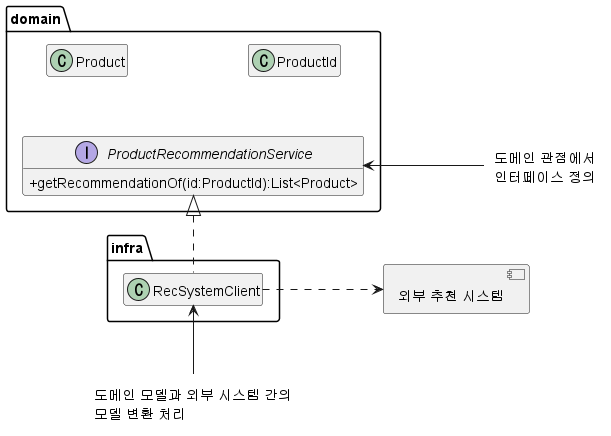 domain
C Product
C ProductId
I ProductRecommendationService
+getRecommendationOf(id:ProductId):List<Product>
도메인 관점에서
인터페이스 정의
infra
C RecSystemClient
외부 추천 시스템
도메인 모델과 외부 시스템 간의
모델 변환 처리